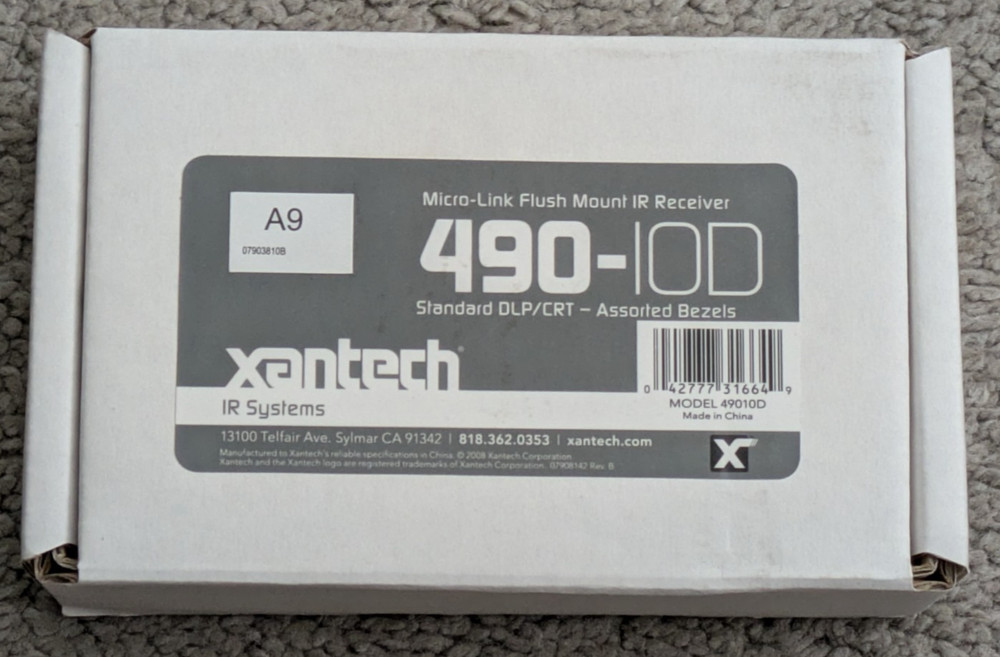 A9
07903810B
Micro-Link Flush Mount IR Receiver
490-10D
Standard DLP/CRT – Assorted Bezels
xantech®
IR Systems
0 42777 31664 9
MODEL 49010D
Made in China
13100 Telfair Ave. Sylmar CA 91342 | 818.362.0353 | xantech.com
Manufactured to Xantech's reliable specifications in China. © 2008 Xantech Corporation
Xantech and the Xantech logo are registered trademarks of Xantech Corporation. 07908142 Rev. B
X